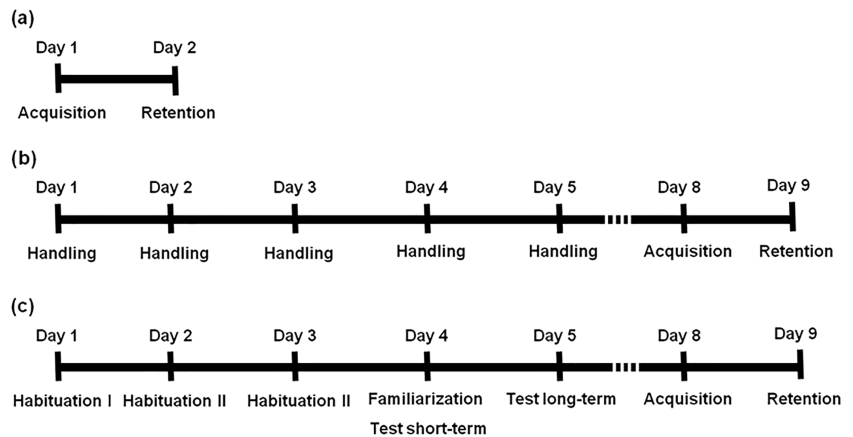 (a)
Day 1 Day 2
Acquisition Retention
(b)
Day 1 Day 2 Day 3 Day 4 Day 5 Day 8 Day 9
Handling Handling Handling Handling Handling Acquisition Retention
(c)
Day 1 Day 2 Day 3 Day 4 Day 5 Day 8 Day 9
Habituation I Habituation II Habituation II Familiarization Test long-term Acquisition Retention
Test short-term